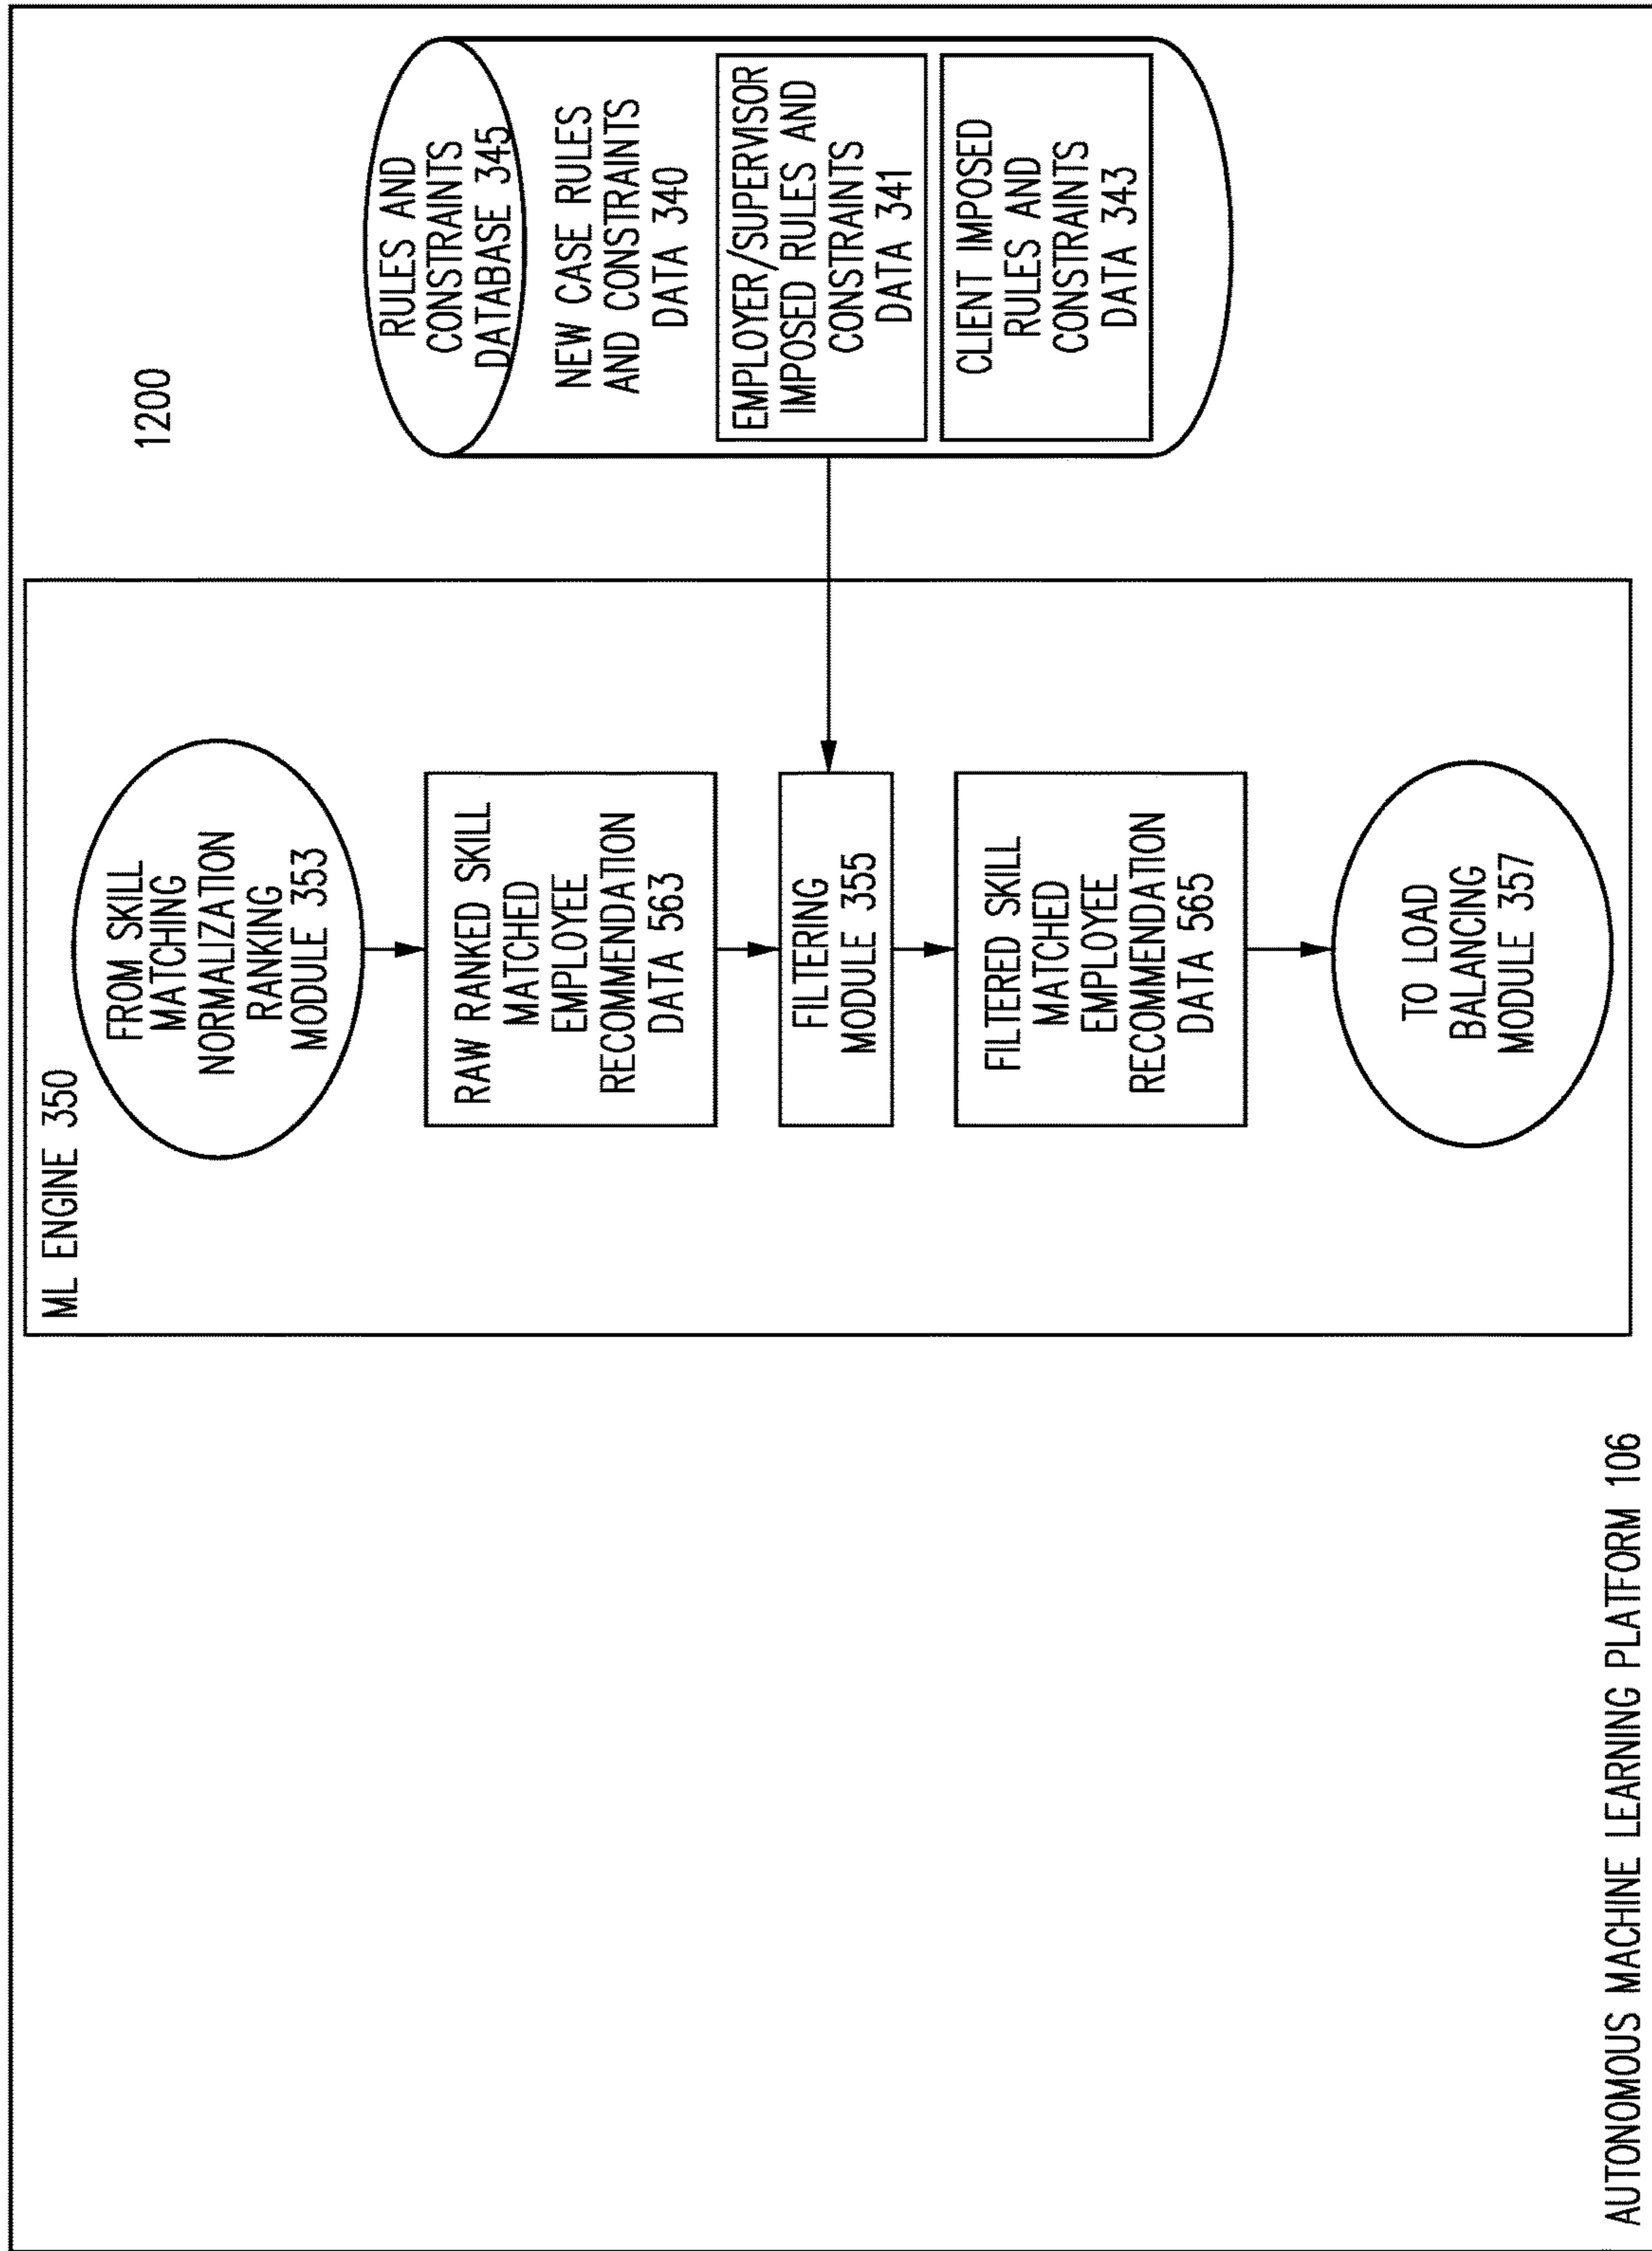 1200
ML ENGINE 350
FROM SKILL
MATCHING
NORMALIZATION
RANKING
MODULE 353
RAW RANKED SKILL
MATCHED
EMPLOYEE
RECOMMENDATION
DATA 563
FILTERING
MODULE 355
FILTERED SKILL
MATCHED
EMPLOYEE
RECOMMENDATION
DATA 565
TO LOAD
BALANCING
MODULE 357
RULES AND
CONSTRAINTS
DATABASE 345
NEW CASE RULES
AND CONSTRAINTS
DATA 340
EMPLOYER/SUPERVISOR
IMPOSED RULES AND
CONSTRAINTS
DATA 341
CLIENT IMPOSED
RULES AND
CONSTRAINTS
DATA 343
AUTONOMOUS MACHINE LEARNING PLATFORM 106